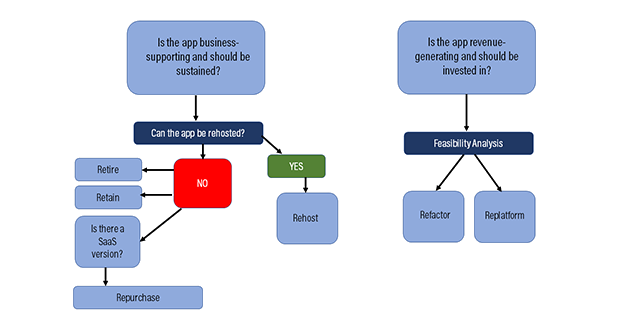 Is the app business-
supporting and should be
sustained?
Can the app be rehosted?
Retire
Retain
NO
YES
Rehost
Is there a
SaaS
version?
Repurchase
Is the app revenue-
generating and should be
invested in?
Feasibility Analysis
Refactor
Replatform